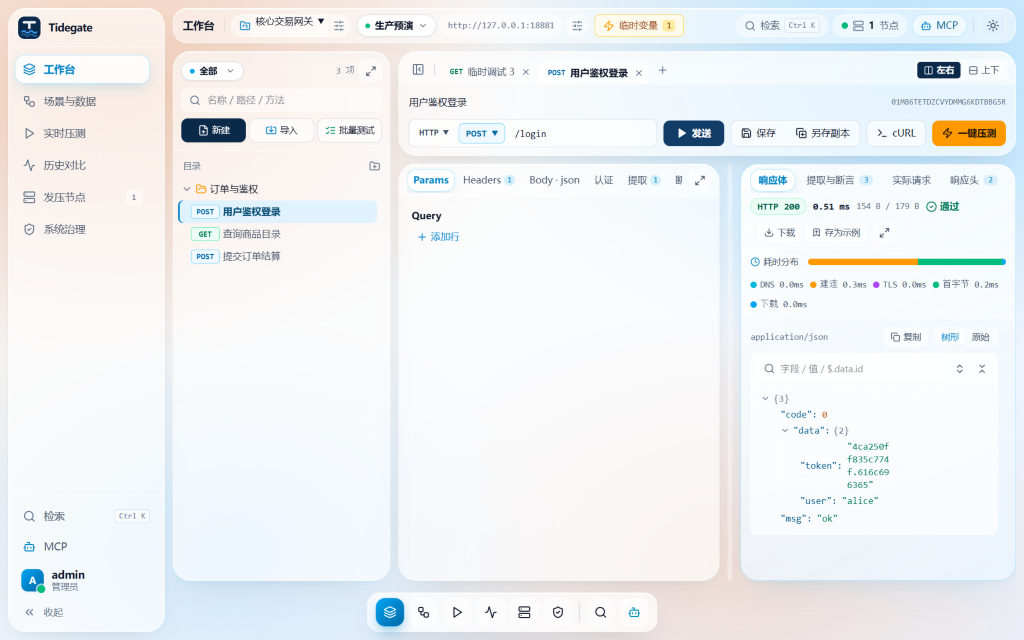 Tidegate
工作台
场景与数据
实时压测
历史对比
发压节点 1
系统治理
检索 Ctrl K
MCP
A admin
管理员
收起
工作台 核心交易网关 ▼ 生产预演 http://127.0.0.1:18881 临时变量 1 检索 Ctrl K 1 节点 MCP
全部 3 项
名称 / 路径 / 方法
新建 导入 批量测试
目录
订单与鉴权
POST 用户鉴权登录
GET 查询商品目录
POST 提交订单结算
GET 临时调试 3 × POST 用户鉴权登录 × + 左右 上下
用户鉴权登录 01M86TETDZCVYDMMG6KDTBBG5R
HTTP ▼ POST ▼ /login 发送 保存 另存副本 cURL 一键压测
Params Headers 1 Body · json 认证 提取 1
Query
+ 添加行
响应体 提取与断言 3 实际请求 响应头 2
HTTP 200 0.51 ms 154 B / 179 B 通过
下载 存为示例
耗时分布
DNS 0.0ms 建连 0.3ms TLS 0.0ms 首字节 0.2ms
下载 0.0ms
application/json 复制 树形 原始
字段 / 值 / $.data.id
{3}
"code": 0
"data": {2}
"token": "4ca250f
f835c774
f.616c69
6365"
"user": "alice"
"msg": "ok"